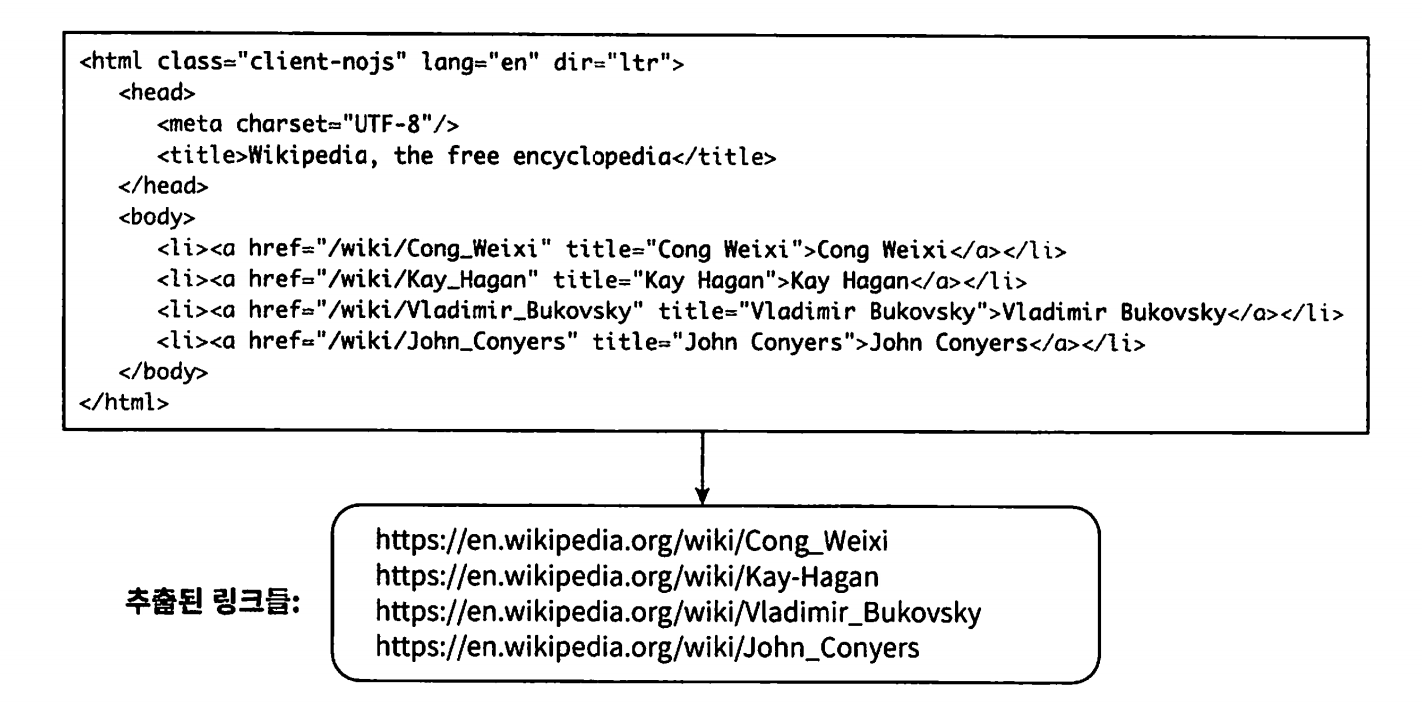 <html class="client-nojs" lang="en" dir="ltr">
<head>
<meta charset="UTF-8"/>
<title>Wikipedia, the free encyclopedia</title>
</head>
<body>
<li><a href="/wiki/Cong_Weixi" title="Cong Weixi">Cong Weixi</a></li>
<li><a href="/wiki/Kay_Hagan" title="Kay Hagan">Kay Hagan</a></li>
<li><a href="/wiki/Vladimir_Bukovsky" title="Vladimir Bukovsky">Vladimir Bukovsky</a></li>
<li><a href="/wiki/John_Conyers" title="John Conyers">John Conyers</a></li>
</body>
</html>
추출된 링크들:
https://en.wikipedia.org/wiki/Cong_Weixi
https://en.wikipedia.org/wiki/Kay-Hagan
https://en.wikipedia.org/wiki/Vladimir_Bukovsky
https://en.wikipedia.org/wiki/John_Conyers